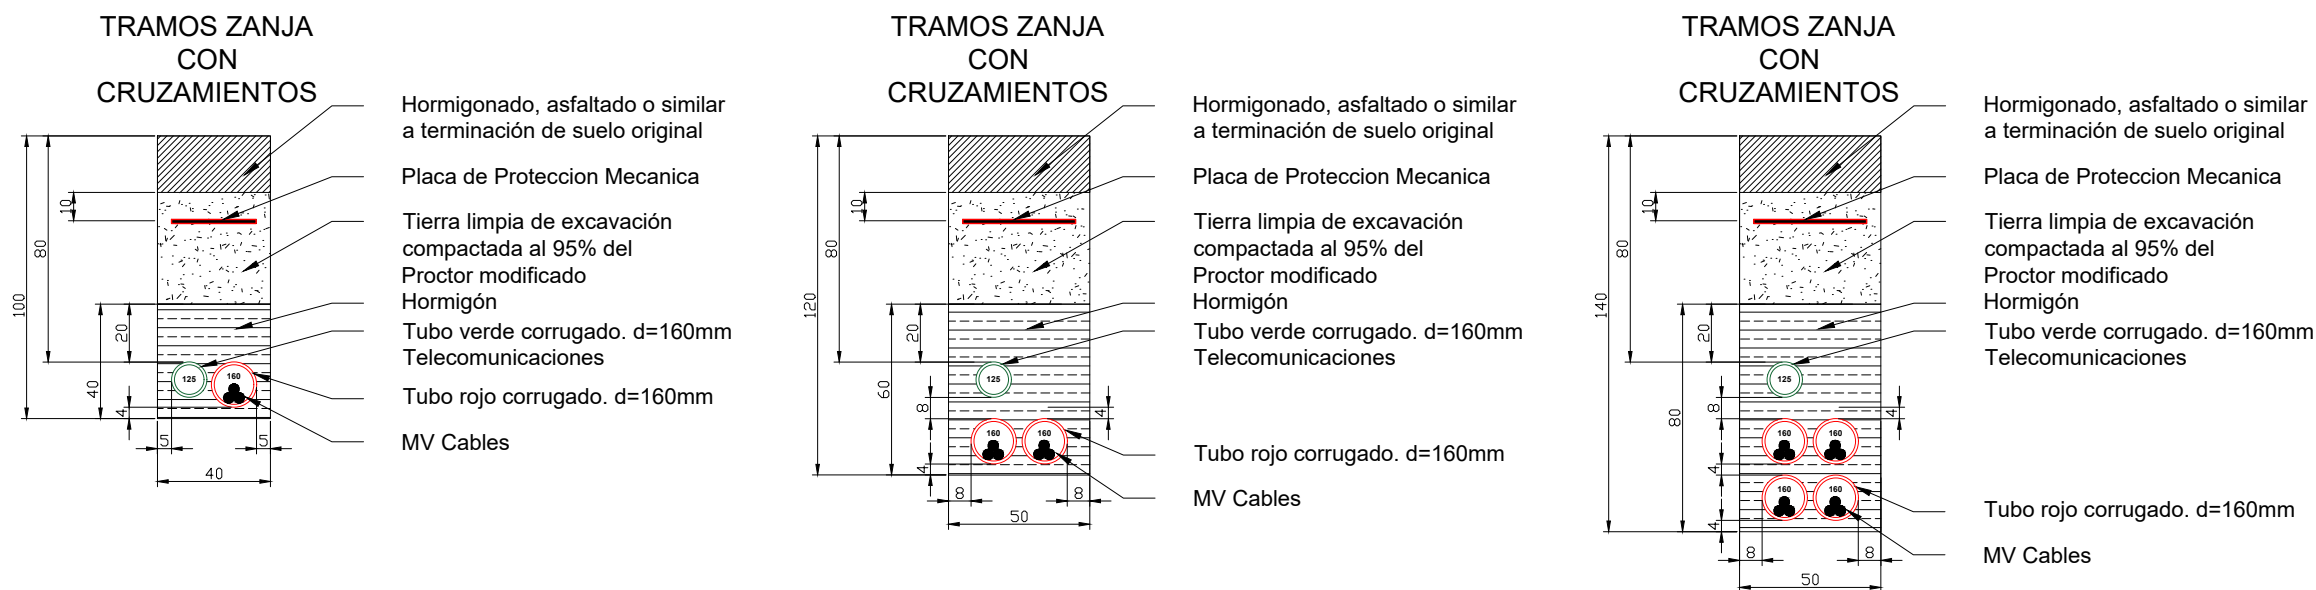 TRAMOS ZANJA
CON
CRUZAMIENTOS
Hormigonado, asfaltado o similar
a terminación de suelo original
Placa de Proteccion Mecanica
Tierra limpia de excavación
compactada al 95% del
Proctor modificado
Hormigón
Tubo verde corrugado. d=160mm
Telecomunicaciones
Tubo rojo corrugado. d=160mm
MV Cables
100
80
10
40
20
4
125
160
5
5
40
TRAMOS ZANJA
CON
CRUZAMIENTOS
Hormigonado, asfaltado o similar
a terminación de suelo original
Placa de Proteccion Mecanica
Tierra limpia de excavación
compactada al 95% del
Proctor modificado
Hormigón
Tubo verde corrugado. d=160mm
Telecomunicaciones
Tubo rojo corrugado. d=160mm
MV Cables
120
80
10
60
20
8
4
4
125
160
160
8
8
50
TRAMOS ZANJA
CON
CRUZAMIENTOS
Hormigonado, asfaltado o similar
a terminación de suelo original
Placa de Proteccion Mecanica
Tierra limpia de excavación
compactada al 95% del
Proctor modificado
Hormigón
Tubo verde corrugado. d=160mm
Telecomunicaciones
Tubo rojo corrugado. d=160mm
MV Cables
140
80
10
80
20
8
4
4
4
125
160
160
160
160
8
8
50